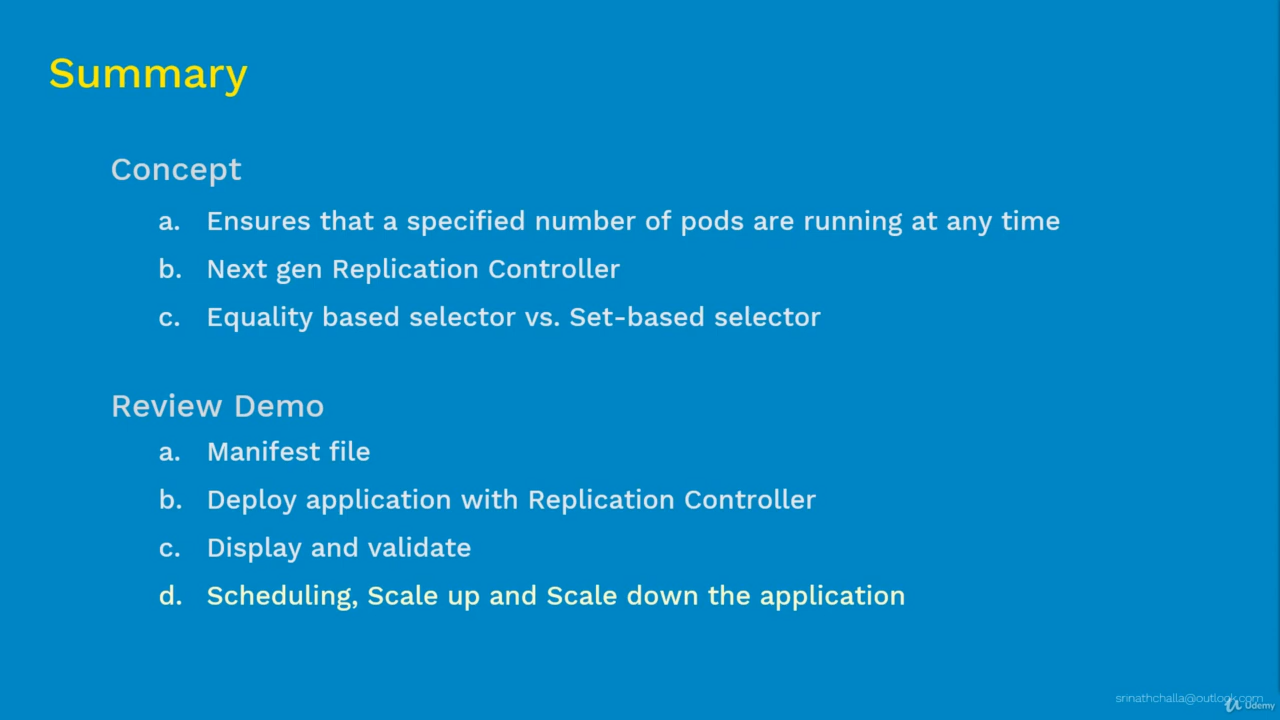 Summary
Concept
a. Ensures that a specified number of pods are running at any time
b. Next gen Replication Controller
c. Equality based selector vs. Set-based selector
Review Demo
a. Manifest file
b. Deploy application with Replication Controller
c. Display and validate
d. Scheduling, Scale up and Scale down the application
srinathchalla@outlook.com
Udemy